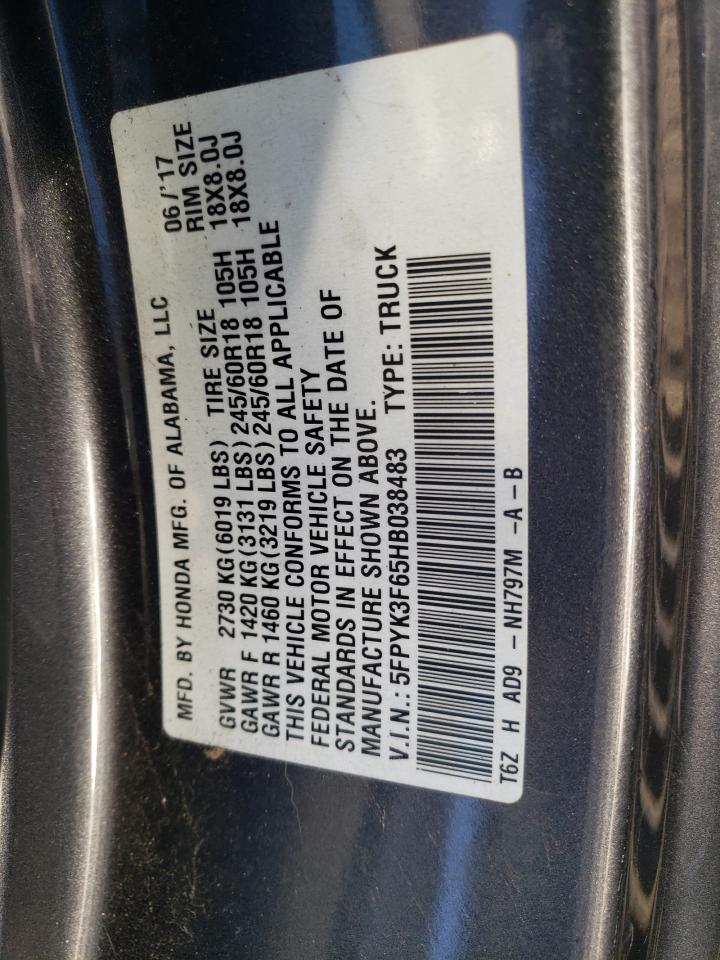 MFD. BY HONDA MFG. OF ALABAMA, LLC 06/'17
GVWR 2730 KG(6019 LBS) TIRE SIZE RIM SIZE
GAWR F 1420 KG(3131 LBS) 245/60R18 105H 18X8.0J
GAWR R 1460 KG(3219 LBS) 245/60R18 105H 18X8.0J
THIS VEHICLE CONFORMS TO ALL APPLICABLE
FEDERAL MOTOR VEHICLE SAFETY
STANDARDS IN EFFECT ON THE DATE OF
MANUFACTURE SHOWN ABOVE.
V.I.N.: 5FPYK3F65HB038483 TYPE: TRUCK
T6Z H AD9 - NH797M -A-B